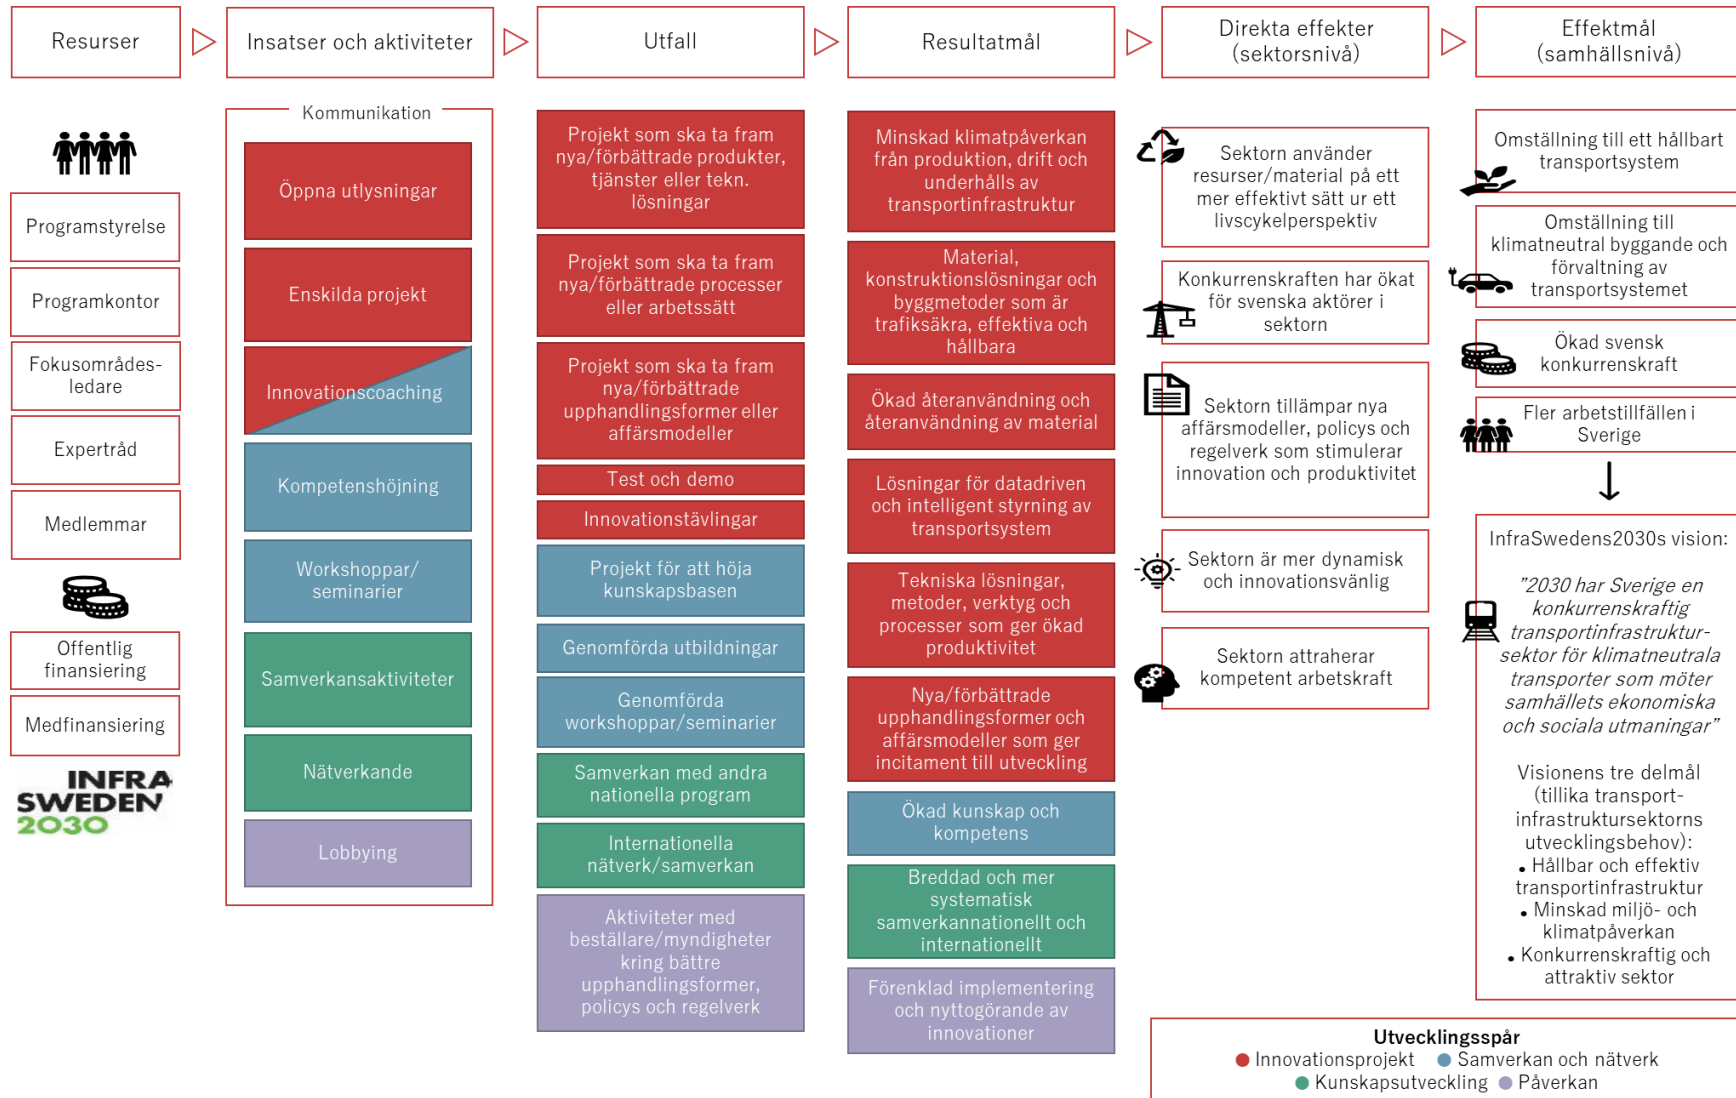 Resurser
Insatser och aktiviteter
Utfall
Resultatmål
Direkta effekter
(sektorsnivå)
Effektmål
(samhällsnivå)
Programstyrelse
Programkontor
Fokusområdes-
ledare
Expertråd
Medlemmar
Offentlig
finansiering
Medfinansiering
INFRA
SWEDEN
2030
Kommunikation
Öppna utlysningar
Enskilda projekt
Innovationscoaching
Kompetenshöjning
Workshoppar/
seminarier
Samverkansaktiviteter
Nätverkande
Lobbying
Projekt som ska ta fram
nya/förbättrade produkter,
tjänster eller tekn.
lösningar
Projekt som ska ta fram
nya/förbättrade processer
eller arbetssätt
Projekt som ska ta fram
nya/förbättrade
upphandlingsformer eller
affärsmodeller
Test och demo
Innovationstävlingar
Projekt för att höja
kunskapsbasen
Genomförda utbildningar
Genomförda
workshoppar/seminarier
Samverkan med andra
nationella program
Internationella
nätverk/samverkan
Aktiviteter med
beställare/myndigheter
kring bättre
upphandlingsformer,
policys och regelverk
Minskad klimatpåverkan
från produktion, drift och
underhålls av
transportinfrastruktur
Material,
konstruktionslösningar och
byggmetoder som är
trafiksäkra, effektiva och
hållbara
Ökad återanvändning och
återanvändning av material
Lösningar för datadriven
och intelligent styrning av
transportsystem
Tekniska lösningar,
metoder, verktyg och
processer som ger ökad
produktivitet
Nya/förbättrade
upphandlingsformer och
affärsmodeller som ger
incitament till utveckling
Ökad kunskap och
kompetens
Breddad och mer
systematisk
samverkannationellt och
internationellt
Förenklad implementering
och nyttogörande av
innovationer
Sektorn använder
resurser/material på ett
mer effektivt sätt ur ett
livscykelperspektiv
Konkurrenskraften har ökat
för svenska aktörer i
sektorn
Sektorn tillämpar nya
affärsmodeller, policys och
regelverk som stimulerar
innovation och produktivitet
Sektorn är mer dynamisk
och innovationsvänlig
Sektorn attraherar
kompetent arbetskraft
Omställning till ett hållbart
transportsystem
Omställning till
klimatneutral byggande och
förvaltning av
transportsystemet
Ökad svensk
konkurrenskraft
Fler arbetstillfällen i
Sverige
InfraSwedens2030s vision:
”2030 har Sverige en
konkurrenskraftig
transportinfrastruktur-
sektor för klimatneutrala
transporter som möter
samhällets ekonomiska
och sociala utmaningar”
Visionens tre delmål
(tillika transport-
infrastruktursektorns
utvecklingsbehov):
• Hållbar och effektiv
transportinfrastruktur
• Minskad miljö- och
klimatpåverkan
• Konkurrenskraftig och
attraktiv sektor
Utvecklingsspår
Innovationsprojekt
Samverkan och nätverk
Kunskapsutveckling
Påverkan